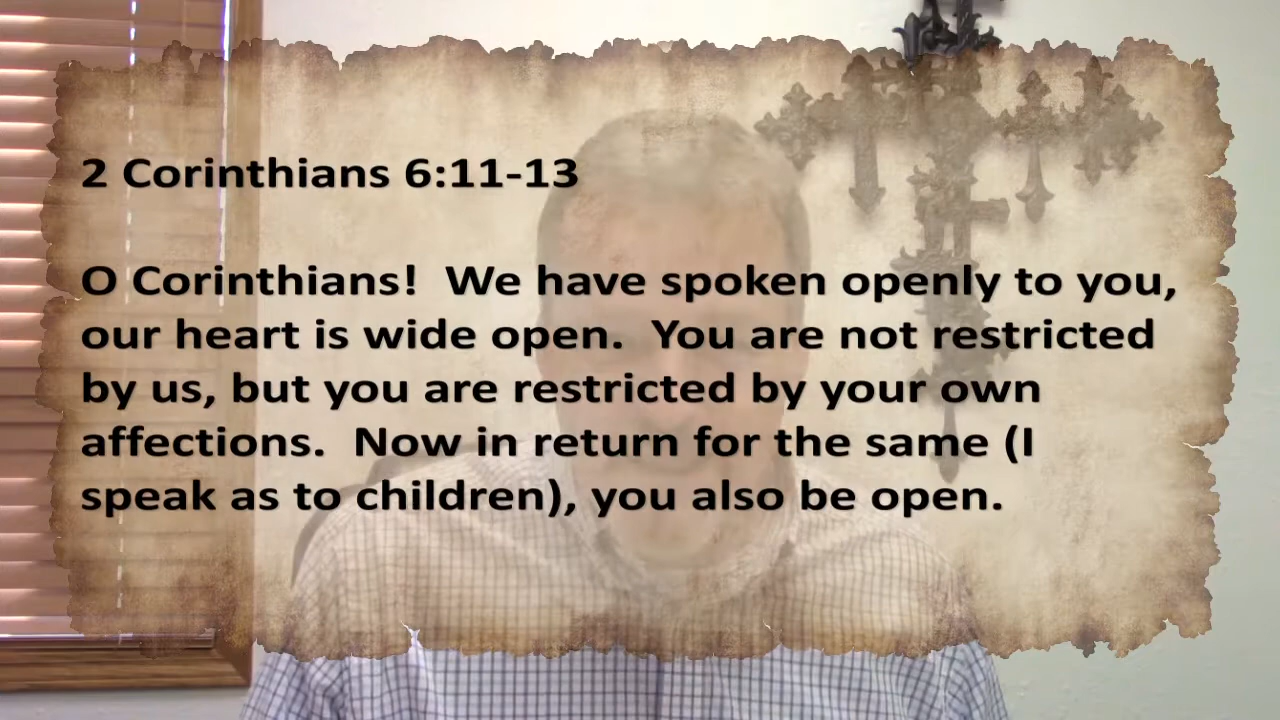 2 Corinthians 6:11-13
O Corinthians!  We have spoken openly to you,
our heart is wide open.  You are not restricted
by us, but you are restricted by your own
affections.  Now in return for the same (I
speak as to children), you also be open.